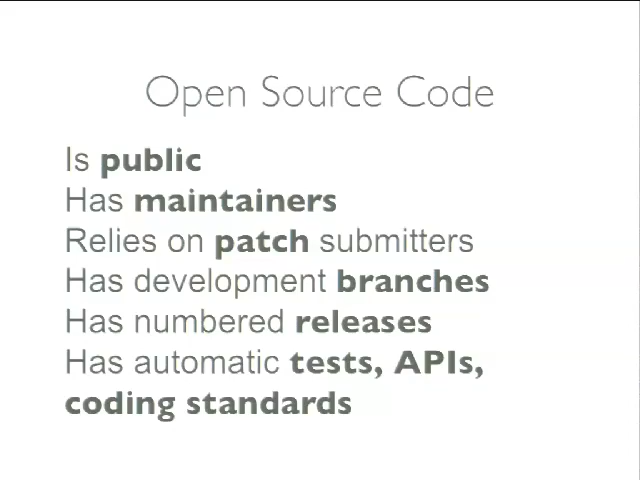 Open Source Code
Is public
Has maintainers
Relies on patch submitters
Has development branches
Has numbered releases
Has automatic tests, APIs,
coding standards